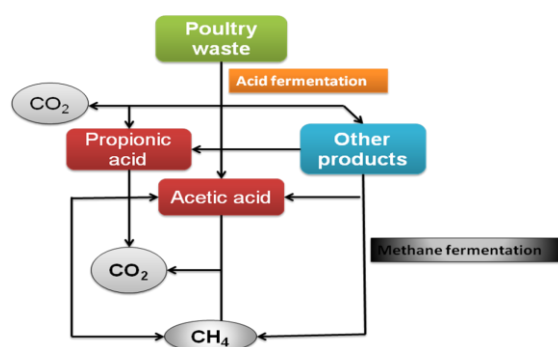 Poultry
waste
Acid fermentation
CO₂
Propionic
acid
Other
products
Acetic acid
Methane fermentation
CO₂
CH₄